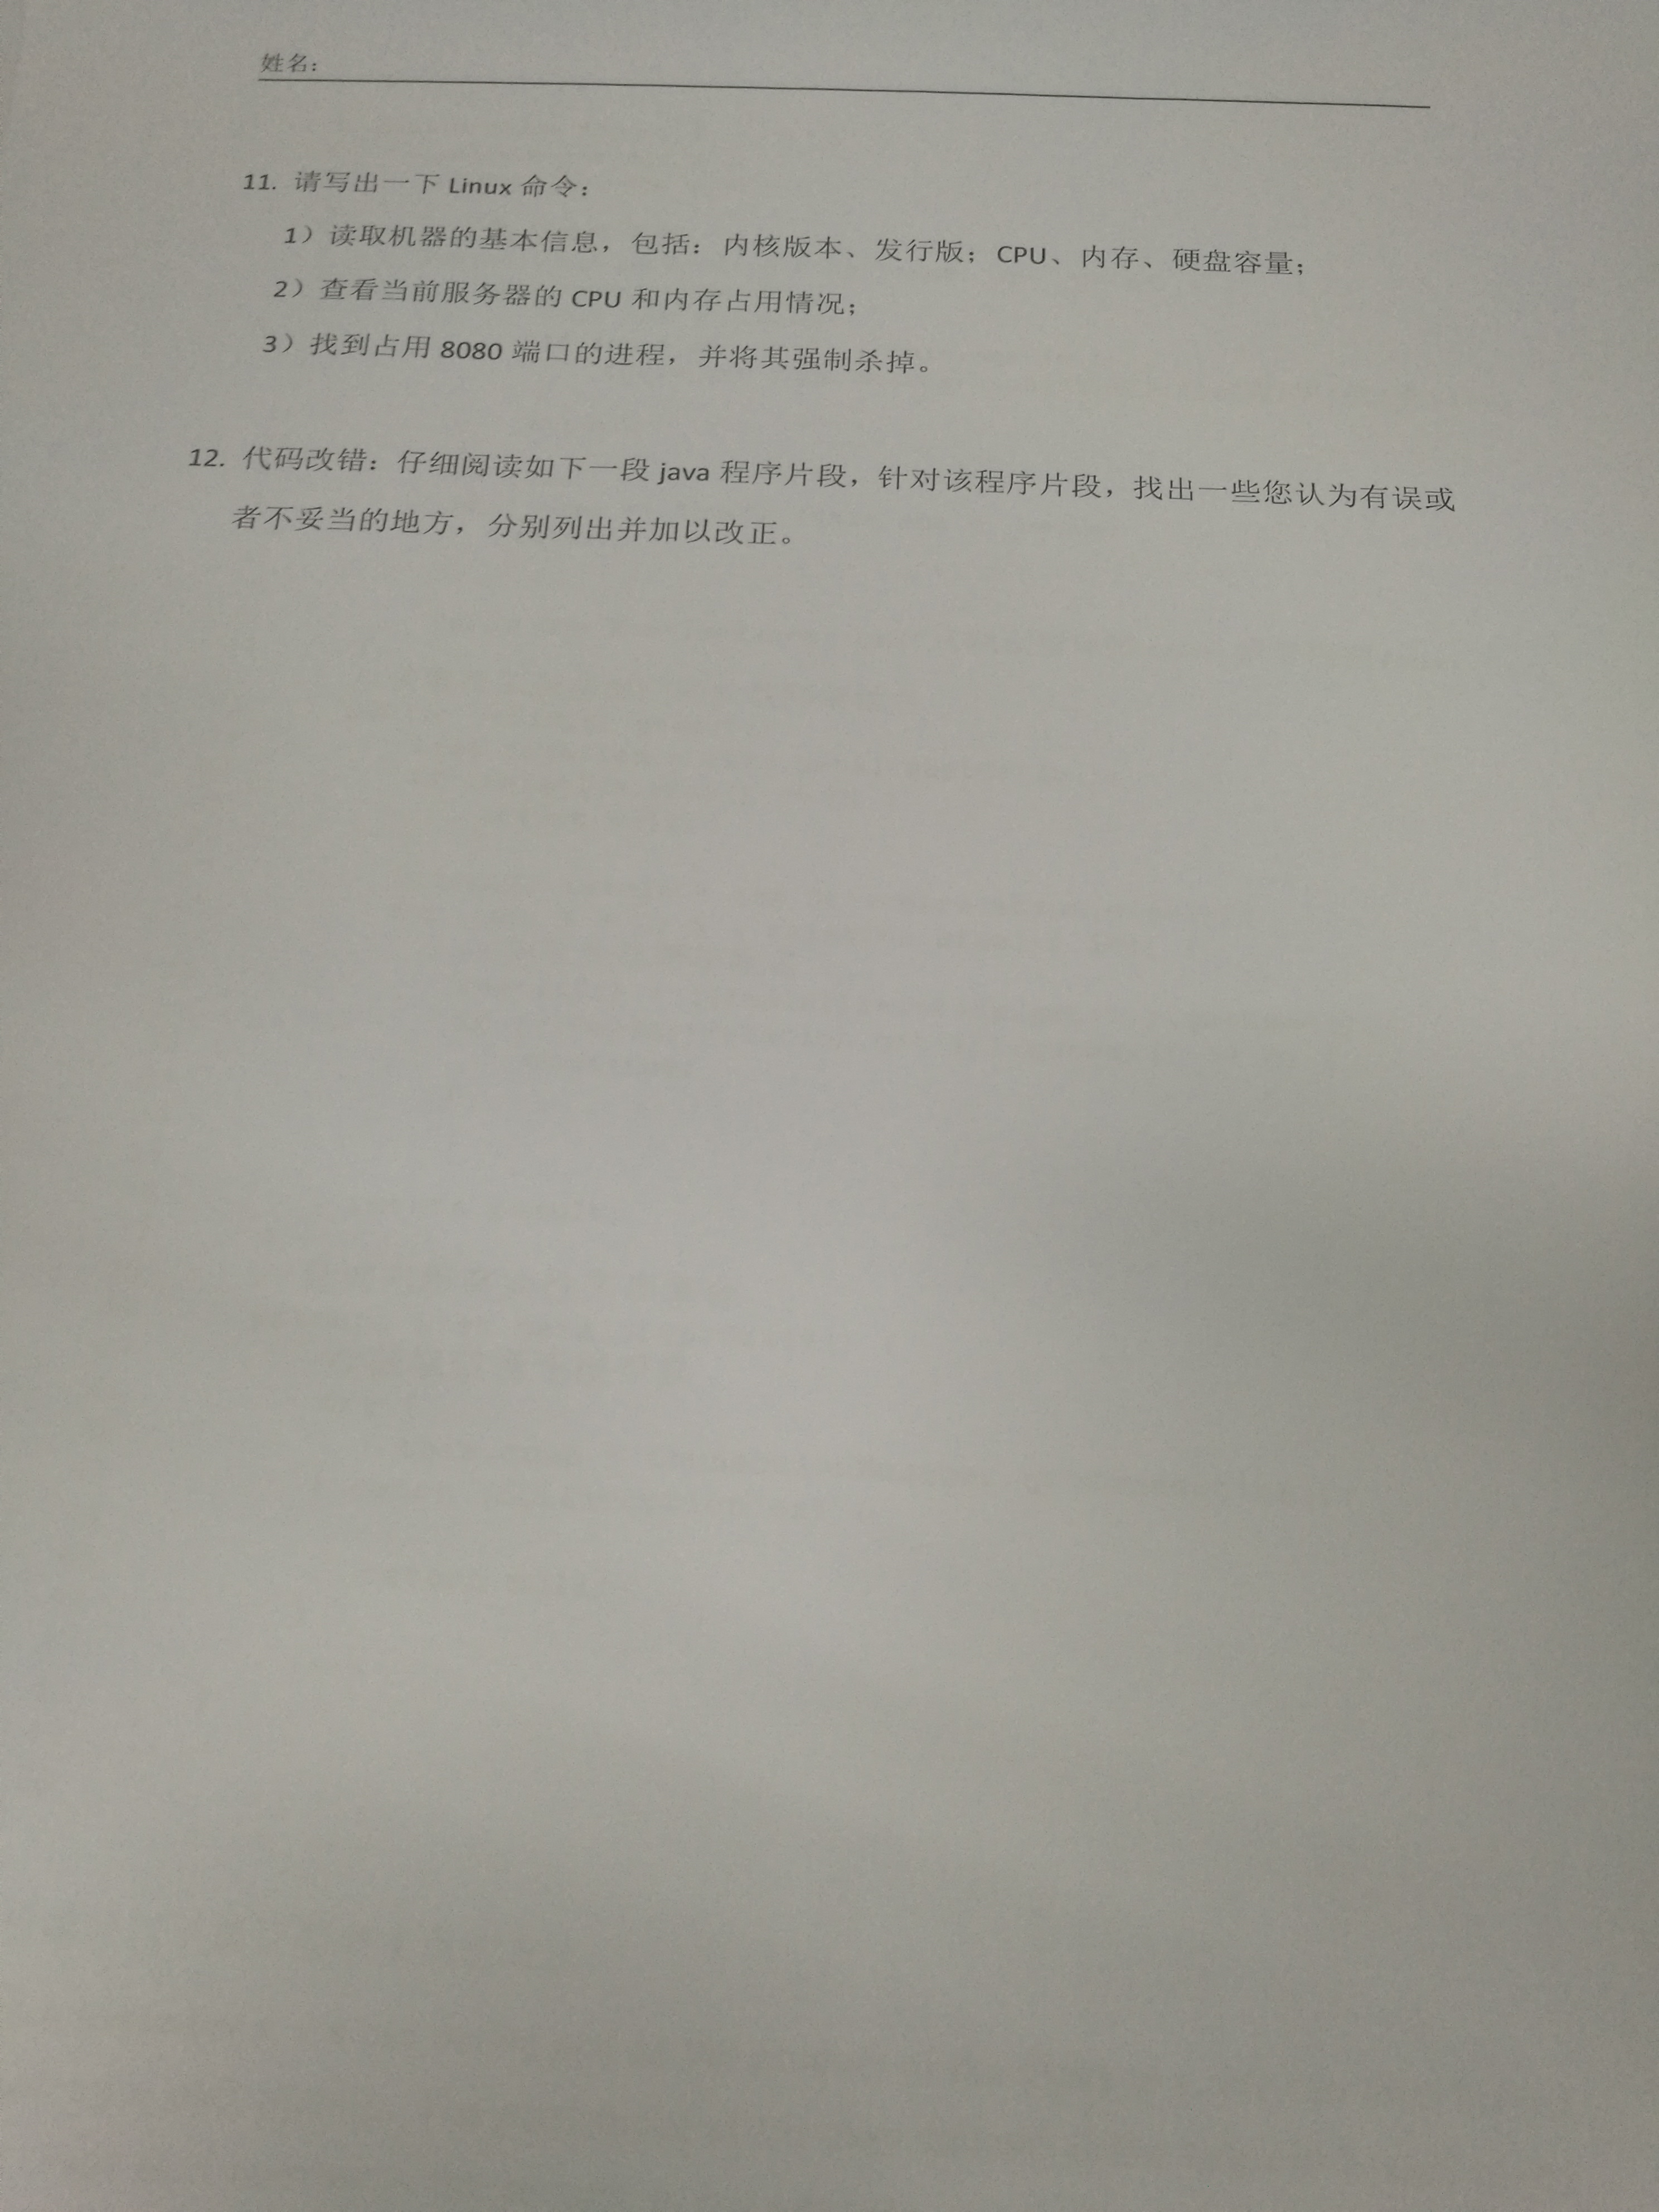 姓名：
11. 请写出一下 Linux 命令：
1）读取机器的基本信息，包括：内核版本、发行版；CPU、内存、硬盘容量；
2）查看当前服务器的 CPU 和内存占用情况；
3）找到占用 8080 端口的进程，并将其强制杀掉。
12. 代码改错：仔细阅读如下一段 java 程序片段，针对该程序片段，找出一些您认为有误或
者不妥当的地方，分别列出并加以改正。